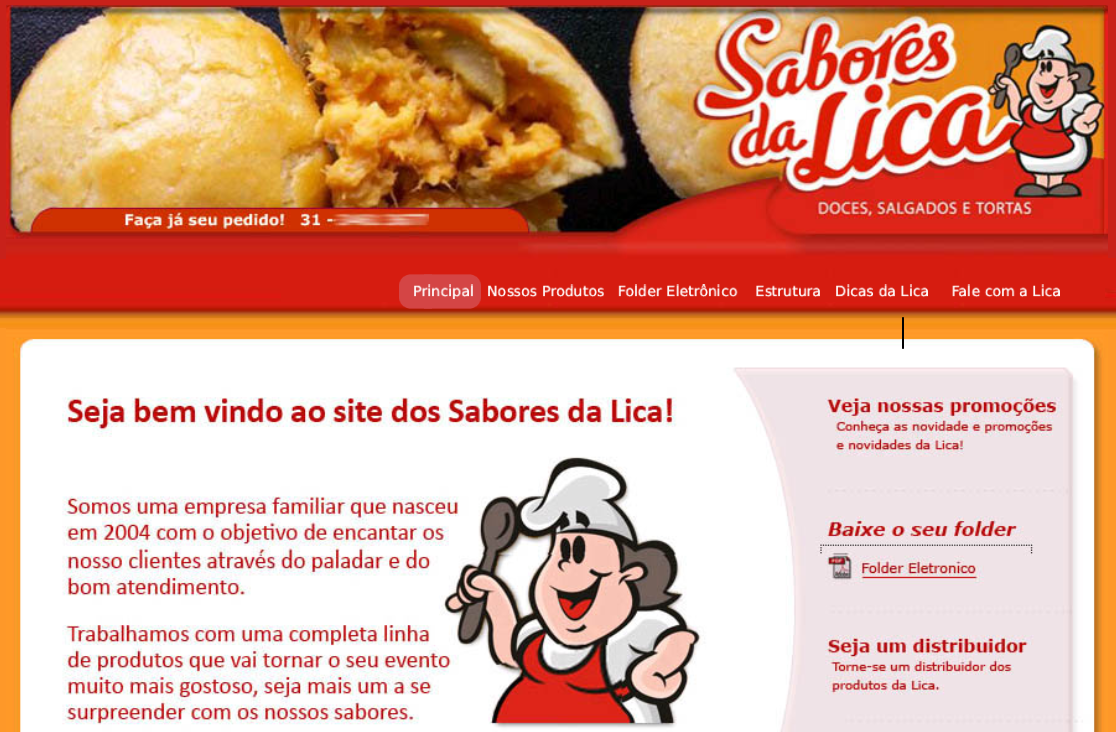 Sabores
da Lica
DOCES, SALGADOS E TORTAS
Faça já seu pedido! 31 -
Principal Nossos Produtos Folder Eletrônico Estrutura Dicas da Lica Fale com a Lica
Seja bem vindo ao site dos Sabores da Lica!
Somos uma empresa familiar que nasceu
em 2004 com o objetivo de encantar os
nosso clientes através do paladar e do
bom atendimento.
Trabalhamos com uma completa linha
de produtos que vai tornar o seu evento
muito mais gostoso, seja mais um a se
surpreender com os nossos sabores.
Veja nossas promoções
Conheça as novidade e promoções
e novidades da Lica!
Baixe o seu folder
Folder Eletronico
Seja um distribuidor
Torne-se um distribuidor dos
produtos da Lica.